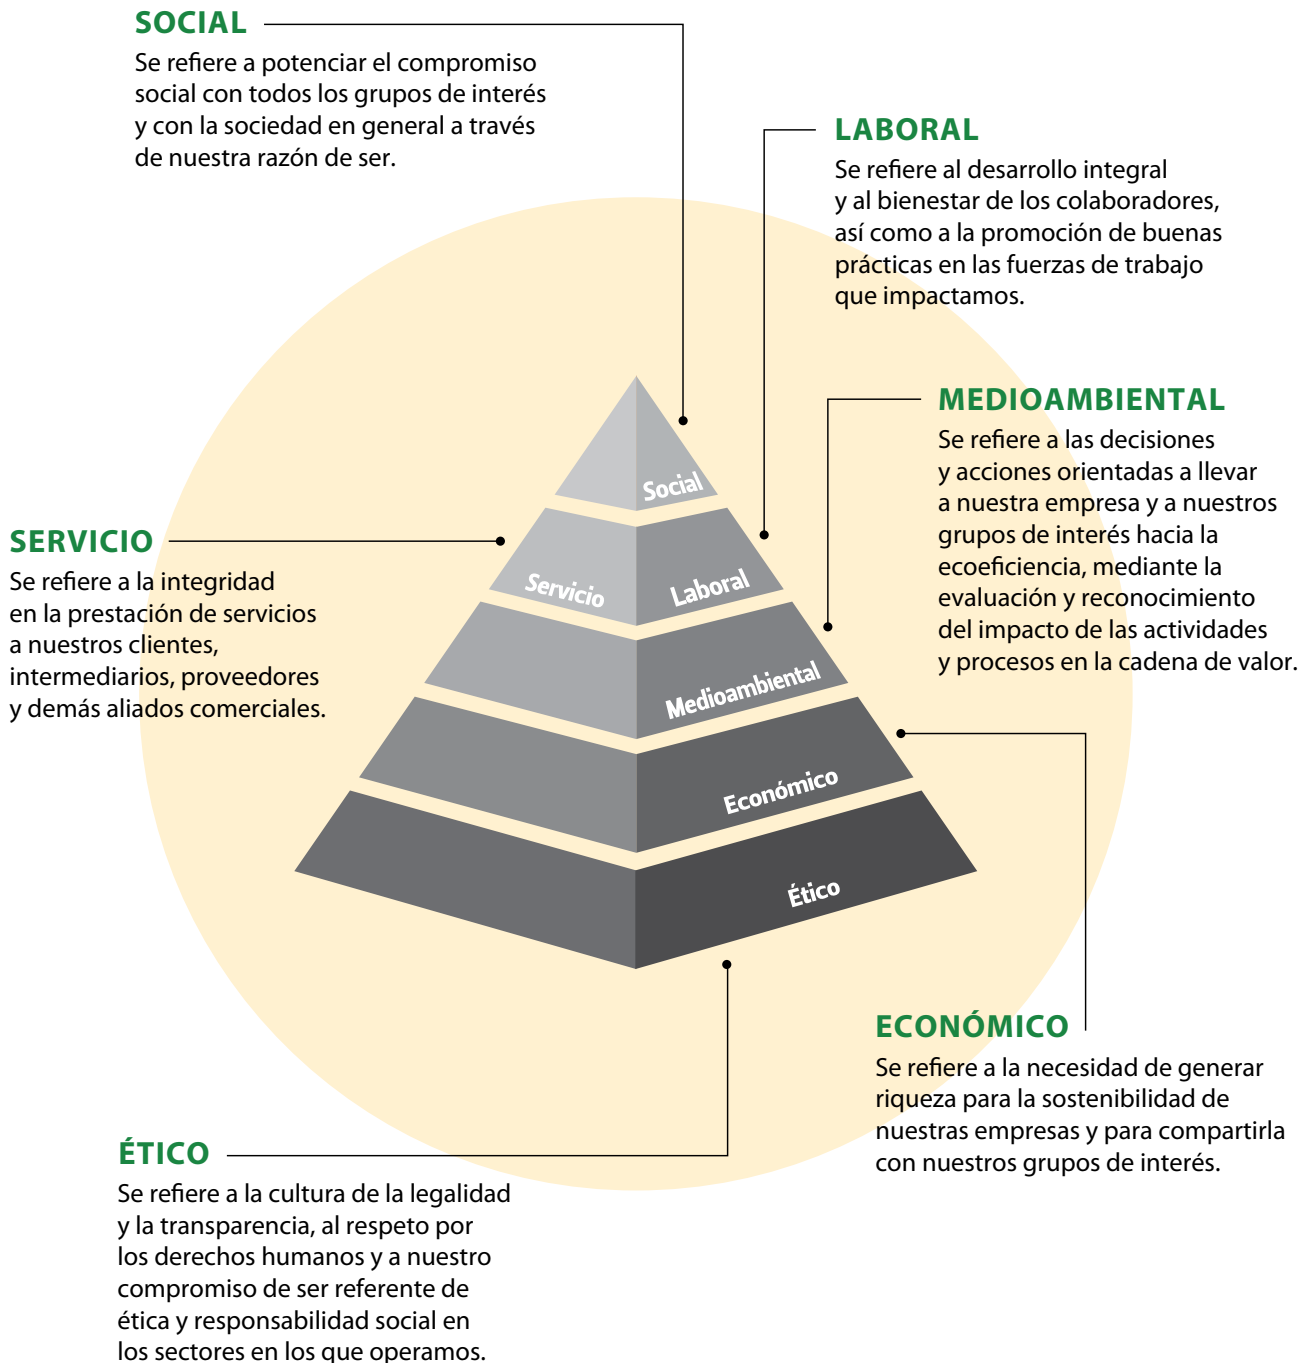 SOCIAL
Se refiere a potenciar el compromiso
social con todos los grupos de interés
y con la sociedad en general a través
de nuestra razón de ser.
LABORAL
Se refiere al desarrollo integral
y al bienestar de los colaboradores,
así como a la promoción de buenas
prácticas en las fuerzas de trabajo
que impactamos.
MEDIOAMBIENTAL
Se refiere a las decisiones
y acciones orientadas a llevar
a nuestra empresa y a nuestros
grupos de interés hacia la
ecoeficiencia, mediante la
evaluación y reconocimiento
del impacto de las actividades
y procesos en la cadena de valor.
SERVICIO
Se refiere a la integridad
en la prestación de servicios
a nuestros clientes,
intermediarios, proveedores
y demás aliados comerciales.
Social
Servicio
Laboral
Medioambiental
Económico
Ético
ECONÓMICO
Se refiere a la necesidad de generar
riqueza para la sostenibilidad de
nuestras empresas y para compartirla
con nuestros grupos de interés.
ÉTICO
Se refiere a la cultura de la legalidad
y la transparencia, al respeto por
los derechos humanos y a nuestro
compromiso de ser referente de
ética y responsabilidad social en
los sectores en los que operamos.